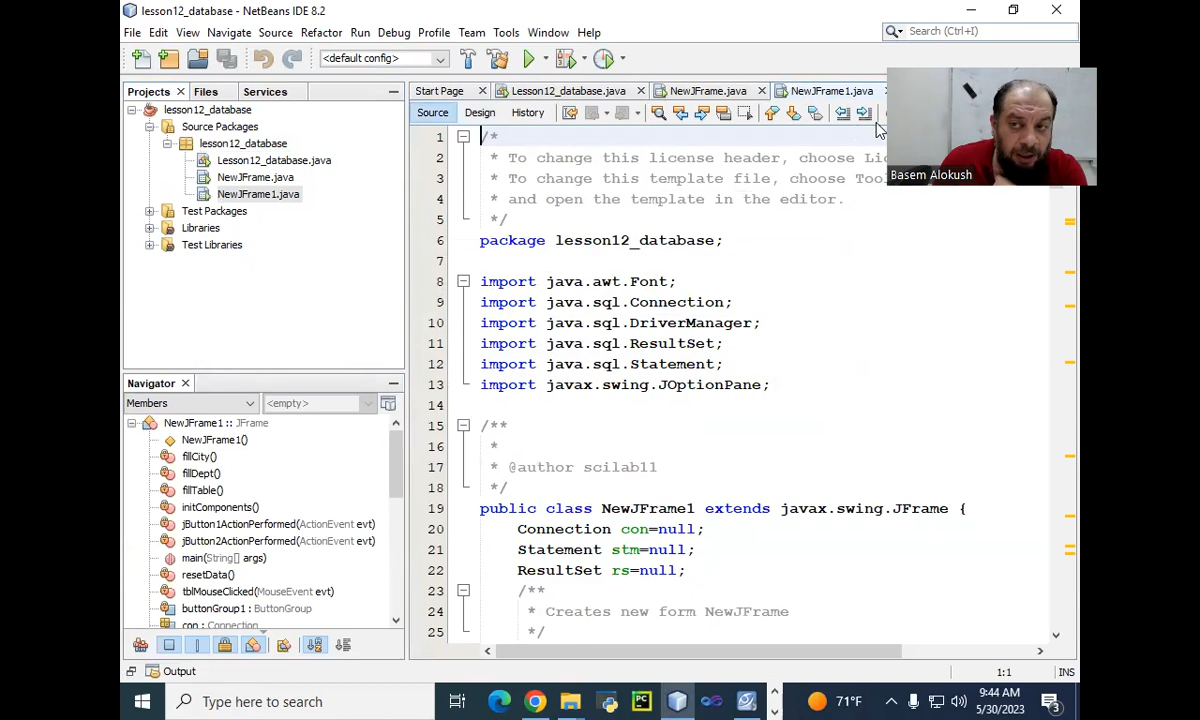 lesson12_database - NetBeans IDE 8.2
File Edit View Navigate Source Refactor Run Debug Profile Team Tools Window Help
Search (Ctrl+I)
<default config>
Projects Files Services
Start Page Lesson12_database.java NewJFrame.java NewJFrame1.java
Source Design History
lesson12_database
Source Packages
lesson12_database
Lesson12_database.java
NewJFrame.java
NewJFrame1.java
Test Packages
Libraries
Test Libraries
Basem Alokush
1 /*
2 * To change this license header, choose Lic
3 * To change this template file, choose Tool
4 * and open the template in the editor.
5 */
6 package lesson12_database;
7
8 import java.awt.Font;
9 import java.sql.Connection;
10 import java.sql.DriverManager;
11 import java.sql.ResultSet;
12 import java.sql.Statement;
13 import javax.swing.JOptionPane;
14
15 /**
16 *
17 * @author scilab11
18 */
19 public class NewJFrame1 extends javax.swing.JFrame {
20 Connection con=null;
21 Statement stm=null;
22 ResultSet rs=null;
23 /**
24 * Creates new form NewJFrame
25 */
Navigator
Members <empty>
NewJFrame1 :: JFrame
NewJFrame1()
fillCity()
fillDept()
fillTable()
initComponents()
jButton1ActionPerformed(ActionEvent evt)
jButton2ActionPerformed(ActionEvent evt)
main(String[] args)
resetData()
tblMouseClicked(MouseEvent evt)
buttonGroup1 : ButtonGroup
con : Connection
Output
1:1 INS
Type here to search
PC
71°F
9:44 AM
5/30/2023
3